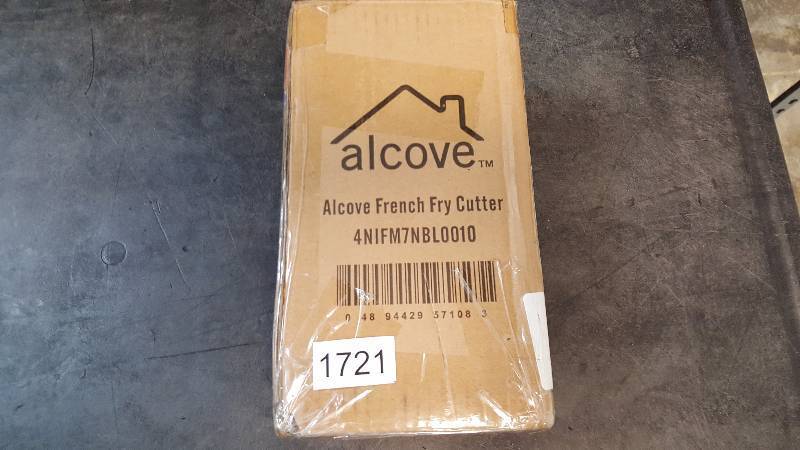 alcove™
Alcove French Fry Cutter
4NIFM7NBL0010
0 48 94429 57108 3
1721